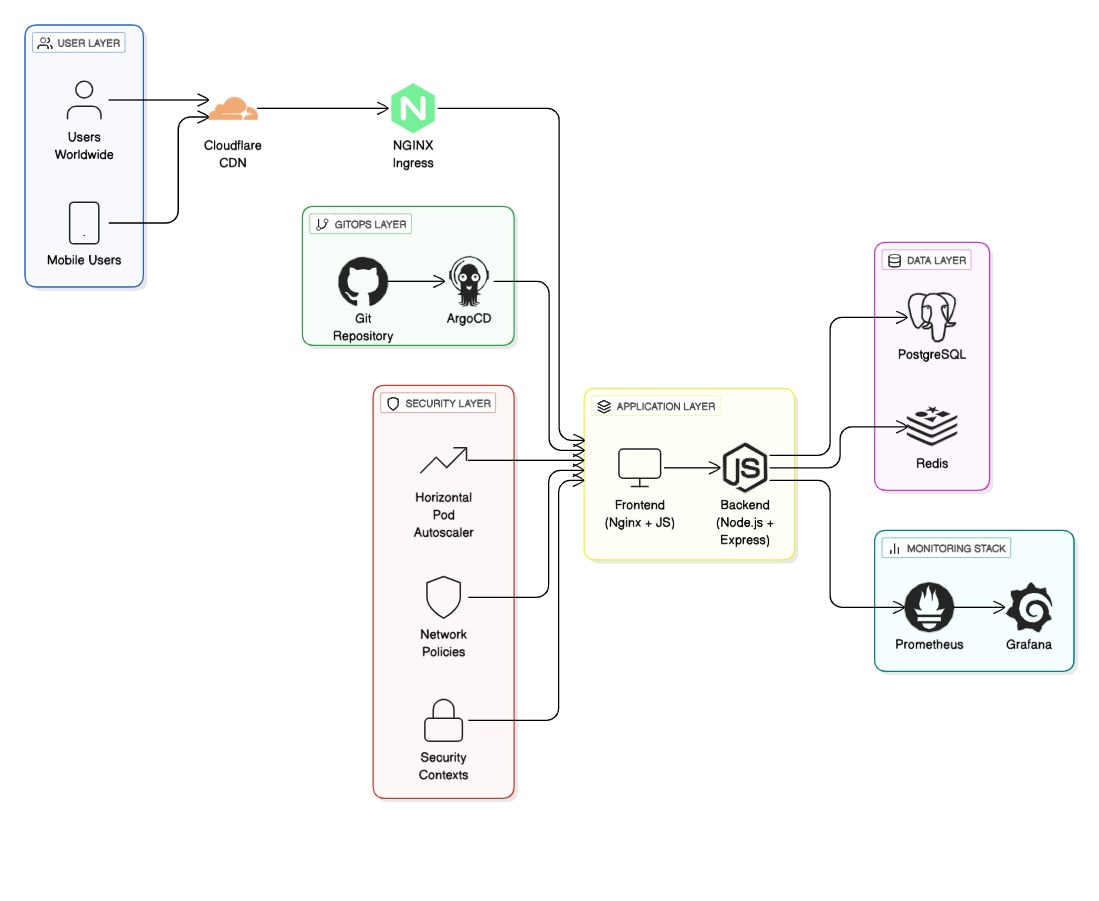 USER LAYER
Users
Worldwide
Mobile Users
Cloudflare
CDN
N
NGINX
Ingress
GITOPS LAYER
Git
Repository
ArgoCD
SECURITY LAYER
Horizontal
Pod
Autoscaler
Network
Policies
Security
Contexts
APPLICATION LAYER
Frontend
(Nginx + JS)
JS
Backend
(Node.js +
Express)
DATA LAYER
PostgreSQL
Redis
MONITORING STACK
Prometheus
Grafana